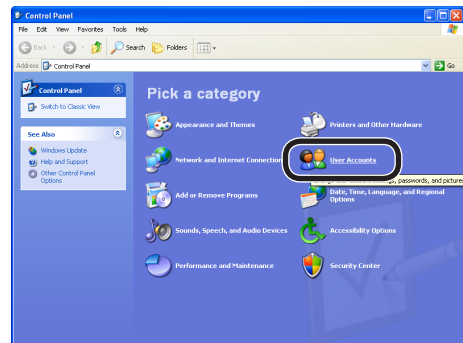 Control Panel
File Edit View Favorites Tools Help
Back Search Folders
Address Control Panel Go
Control Panel
Switch to Classic View
See Also
Windows Update
Help and Support
Other Control Panel
Options
Pick a category
Appearance and Themes
Printers and Other Hardware
Network and Internet Connection
User Accounts
passwords, and pictures
Add or Remove Programs
Date, Time, Language, and Regional
Options
Sounds, Speech, and Audio Devices
Accessibility Options
Performance and Maintenance
Security Center